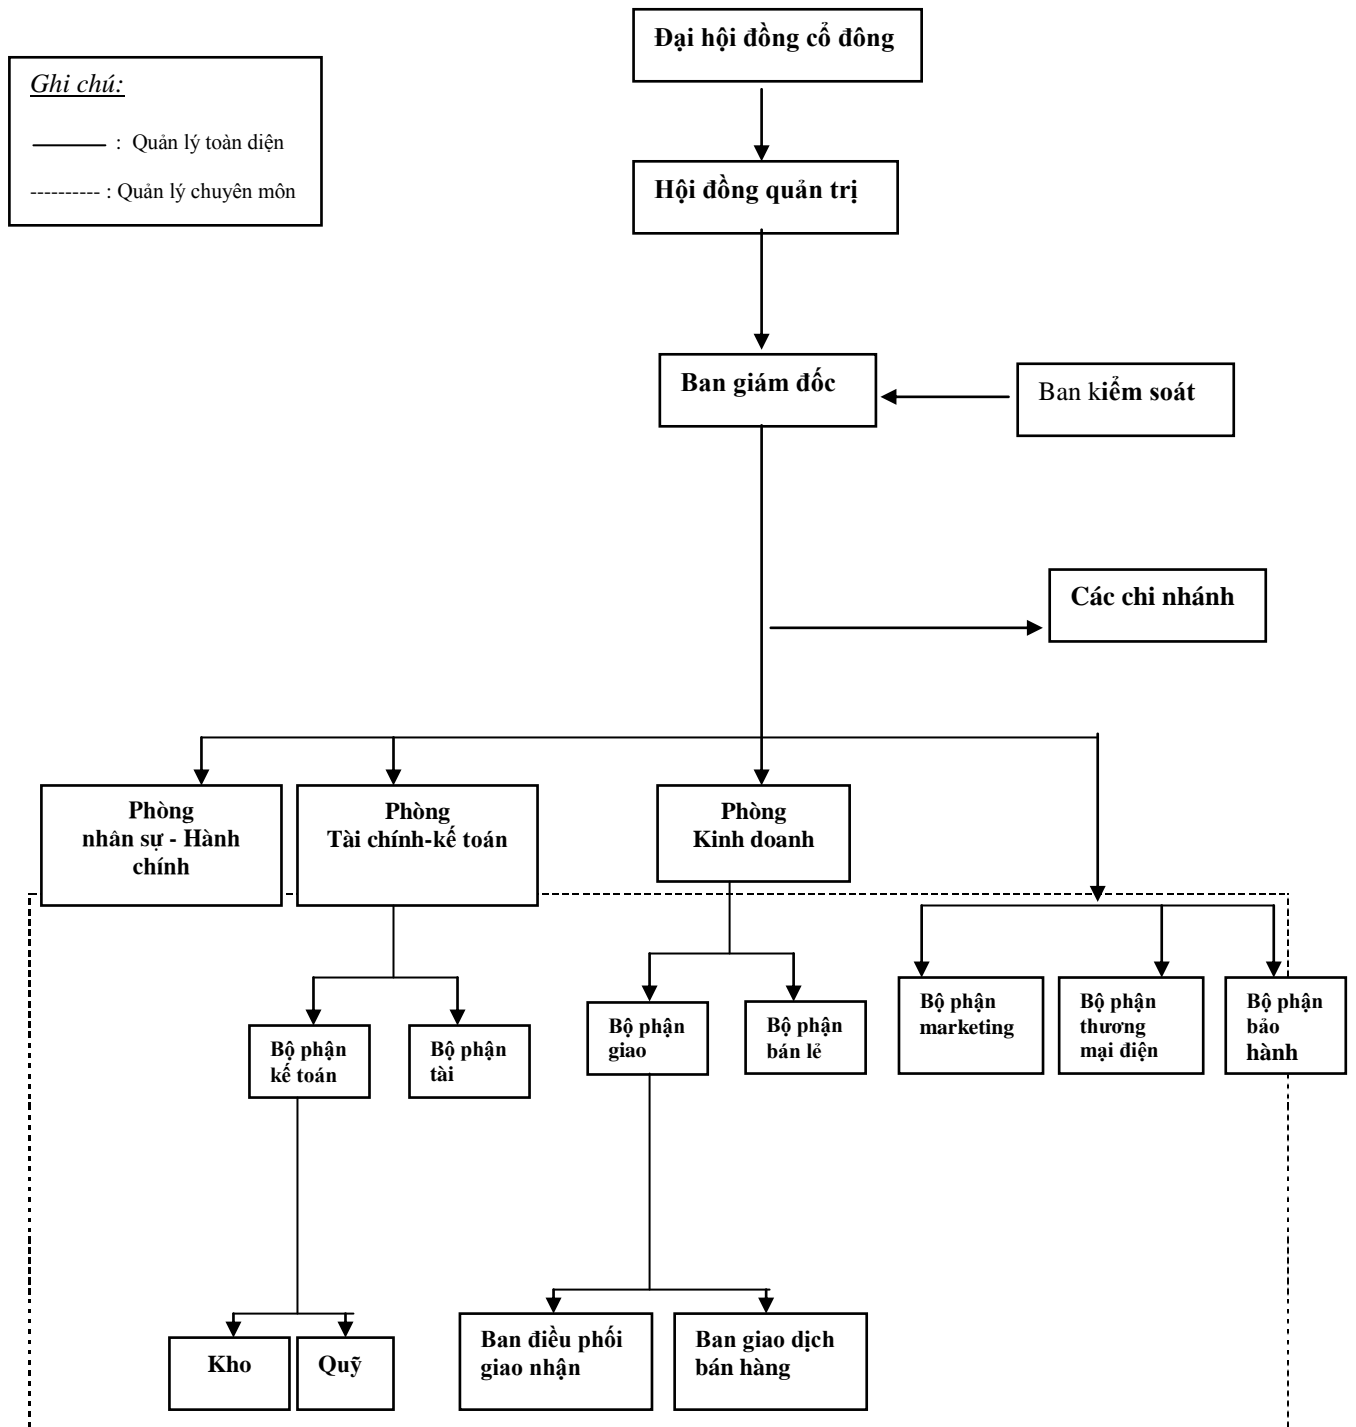 Đại hội đồng cổ đông
Ghi chú:
: Quản lý toàn diện
---------- : Quản lý chuyên môn
Hội đồng quản trị
Ban giám đốc
Ban kiểm soát
Các chi nhánh
Phòng
nhân sự - Hành
chính
Phòng
Tài chính-kế toán
Phòng
Kinh doanh
Bộ phận
marketing
Bộ phận
thương
mại điện
Bộ phận
bảo
hành
Bộ phận
giao
Bộ phận
bán lẻ
Bộ phận
kế toán
Bộ phận
tài
Kho
Quỹ
Ban điều phối
giao nhận
Ban giao dịch
bán hàng